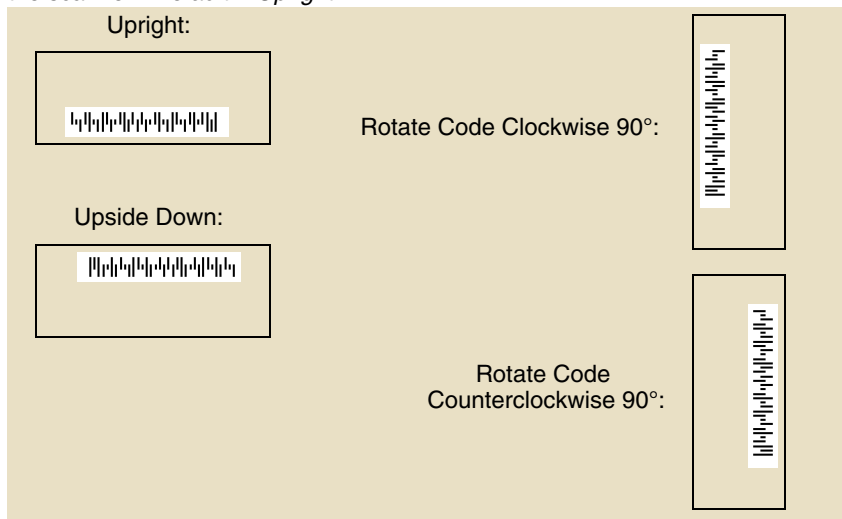 Upright:
Rotate Code Clockwise 90°:
Upside Down:
Rotate Code
Counterclockwise 90°: